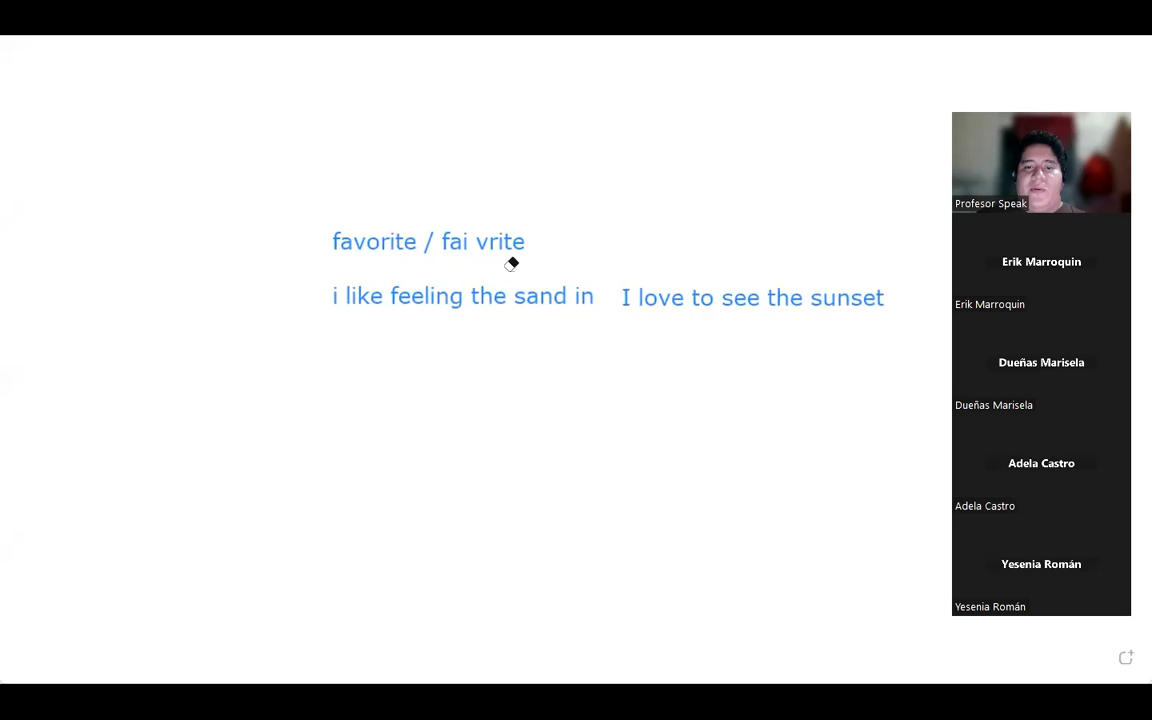 favorite / fai vrite
i like feeling the sand in I love to see the sunset
Profesor Speak
Erik Marroquin
Erik Marroquin
Dueñas Marisela
Dueñas Marisela
Adela Castro
Adela Castro
Yesenia Román
Yesenia Román